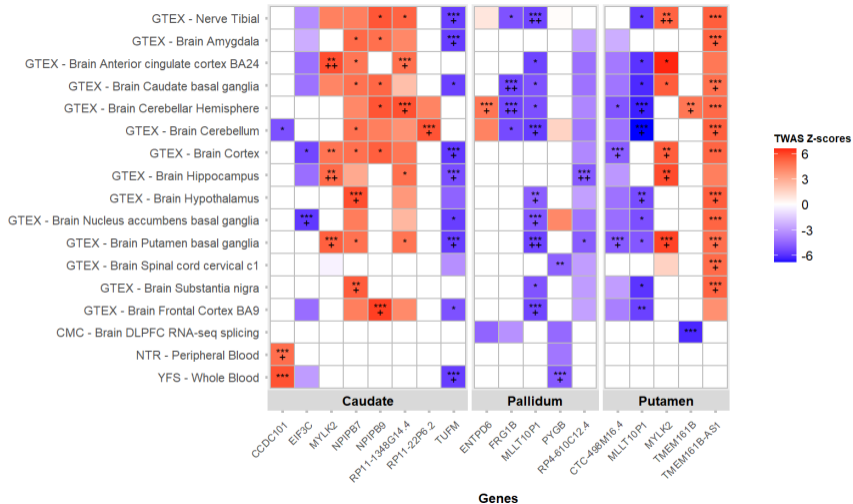 GTEX - Nerve Tibial
GTEX - Brain Amygdala
GTEX - Brain Anterior cingulate cortex BA24
GTEX - Brain Caudate basal ganglia
GTEX - Brain Cerebellar Hemisphere
GTEX - Brain Cerebellum
GTEX - Brain Cortex
GTEX - Brain Hippocampus
GTEX - Brain Hypothalamus
GTEX - Brain Nucleus accumbens basal ganglia
GTEX - Brain Putamen basal ganglia
GTEX - Brain Spinal cord cervical c1
GTEX - Brain Substantia nigra
GTEX - Brain Frontal Cortex BA9
CMC - Brain DLPFC RNA-seq splicing
NTR - Peripheral Blood
YFS - Whole Blood
Caudate
Pallidum
Putamen
CCDC101
EIF3C
MYLK2
NPIPB7
NPIPB9
RP11-1348G14.4
RP11-22P6.2
TUFM
ENTPD6
FRG1B
MLLT10P1
PYGB
RP4-610C12.4
CTC-498M16.4
MLLT10P1
MYLK2
TMEM161B
TMEM161B-AS1
Genes
TWAS Z-scores
6
3
0
-3
-6